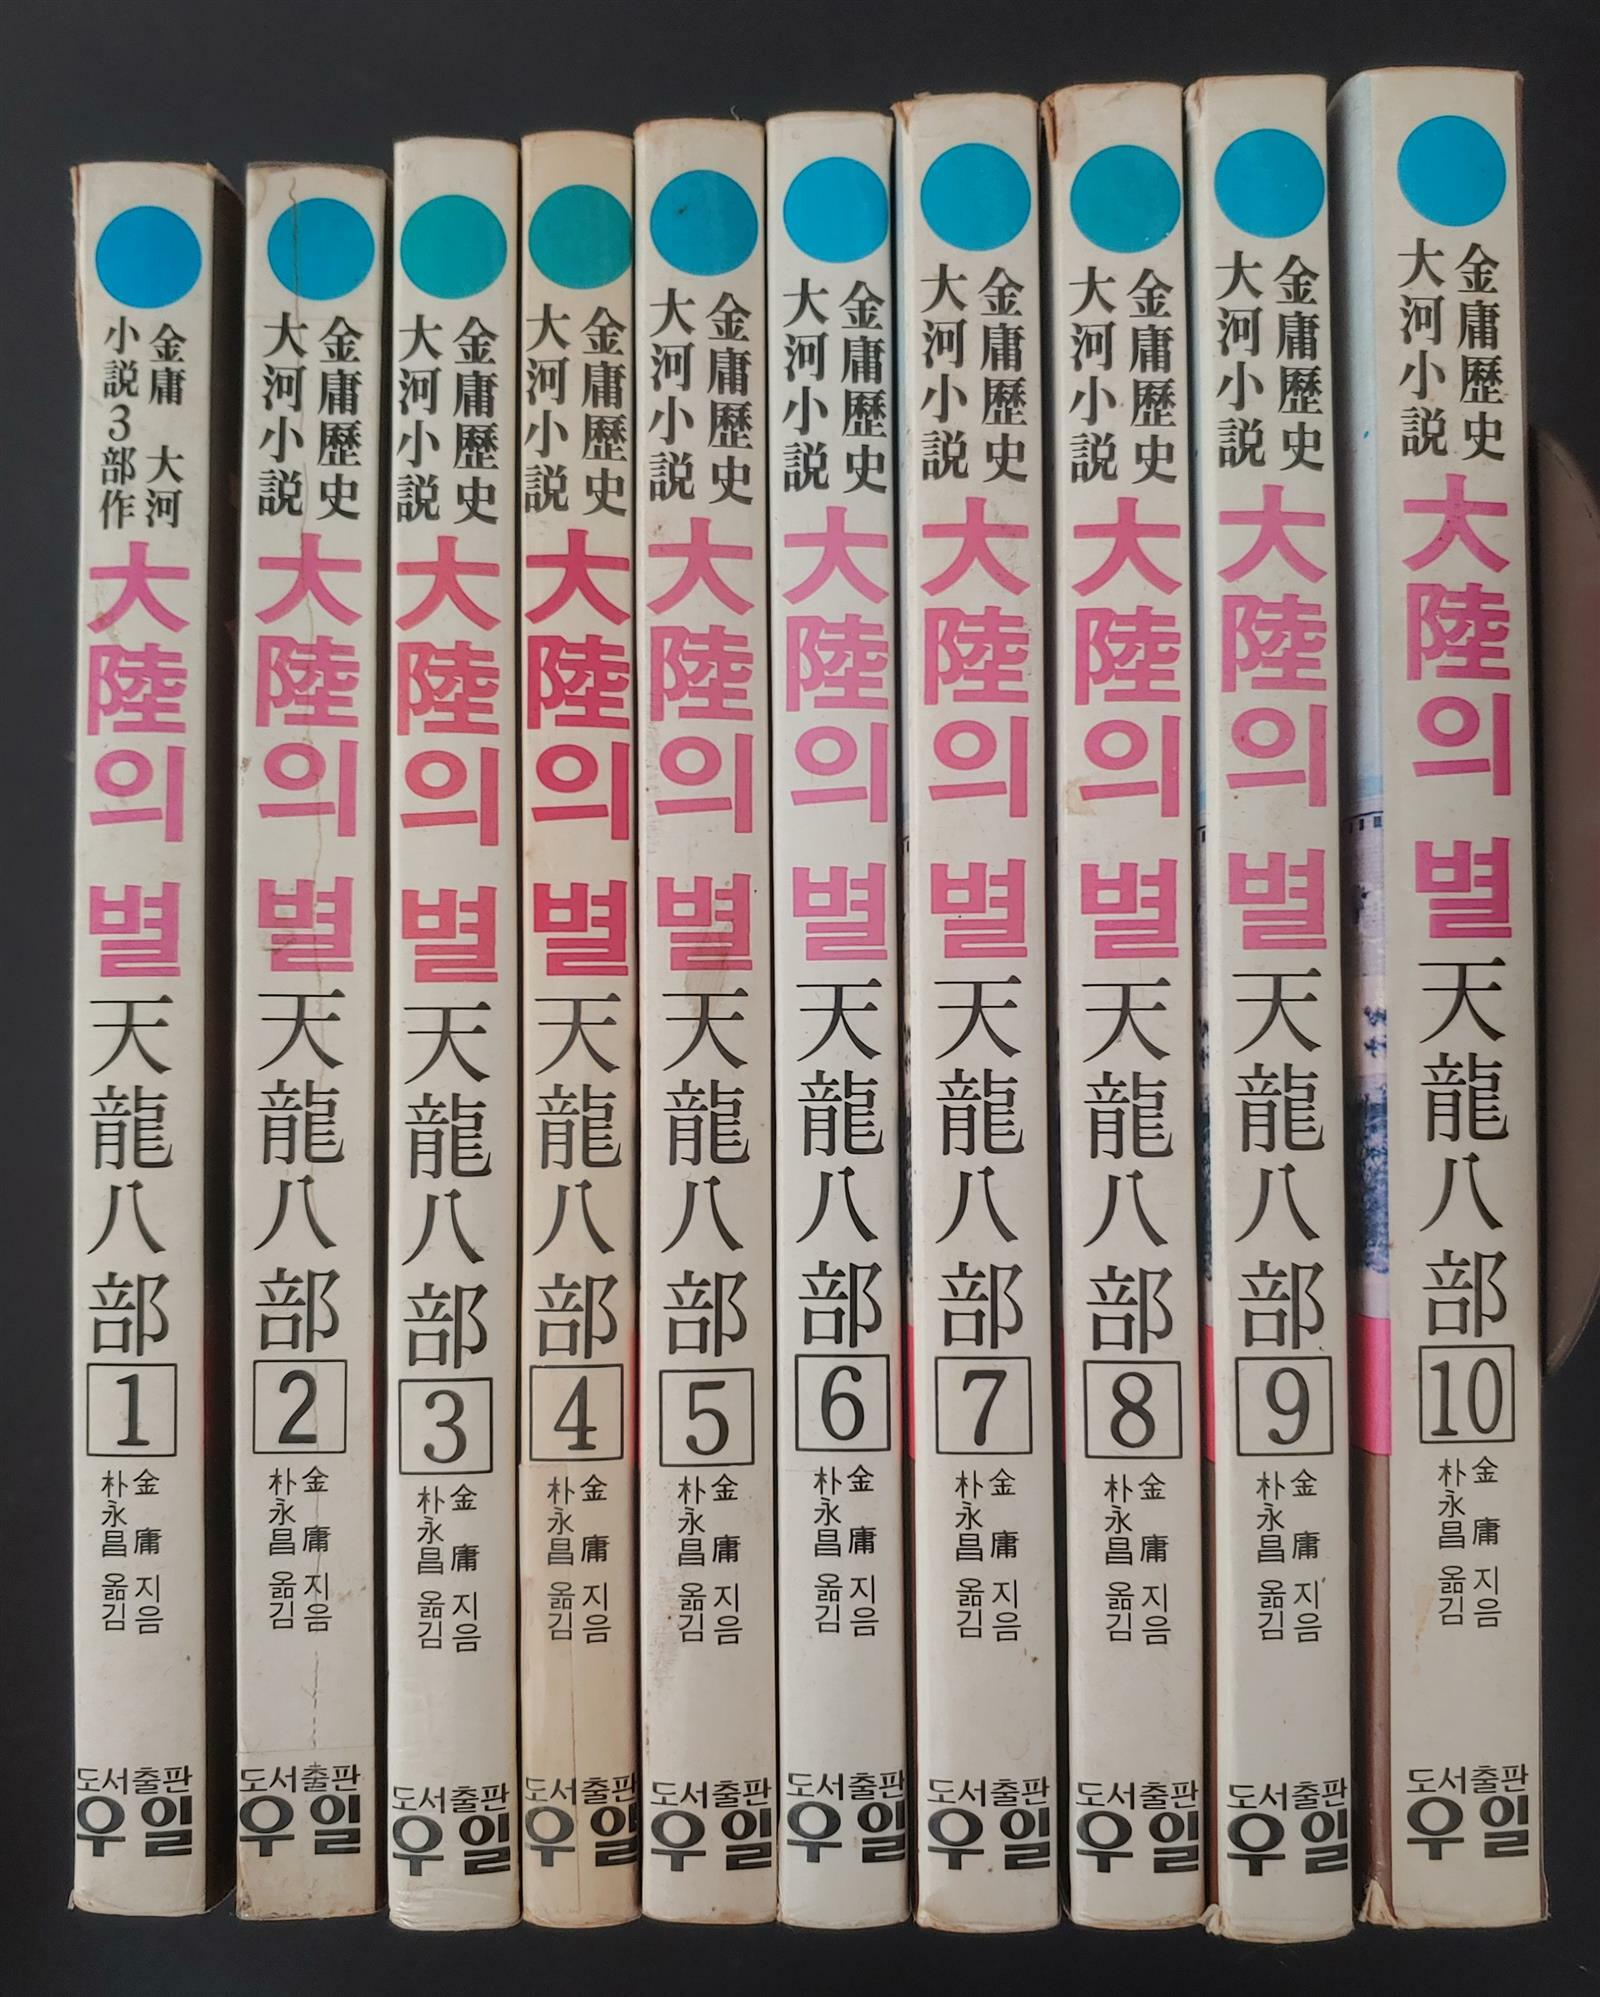 金庸 大河
小説3部作
大陸의 별
天龍八部
1
金庸 지음
朴永昌 옮김
도서출판
우일
金庸歷史
大河小説
大陸의 별
天龍八部
2
金庸 지음
朴永昌 옮김
도서출판
우일
金庸歷史
大河小説
大陸의 별
天龍八部
3
金庸 지음
朴永昌 옮김
도서출판
우일
金庸歷史
大河小説
大陸의 별
天龍八部
4
金庸 지음
朴永昌 옮김
도서출판
우일
金庸歷史
大河小説
大陸의 별
天龍八部
5
金庸 지음
朴永昌 옮김
도서출판
우일
金庸歷史
大河小説
大陸의 별
天龍八部
6
金庸 지음
朴永昌 옮김
도서출판
우일
金庸歷史
大河小説
大陸의 별
天龍八部
7
金庸 지음
朴永昌 옮김
도서출판
우일
金庸歷史
大河小説
大陸의 별
天龍八部
8
金庸 지음
朴永昌 옮김
도서출판
우일
金庸歷史
大河小説
大陸의 별
天龍八部
9
金庸 지음
朴永昌 옮김
도서출판
우일
金庸歷史
大河小説
大陸의 별
天龍八部
10
金庸 지음
朴永昌 옮김
도서출판
우일